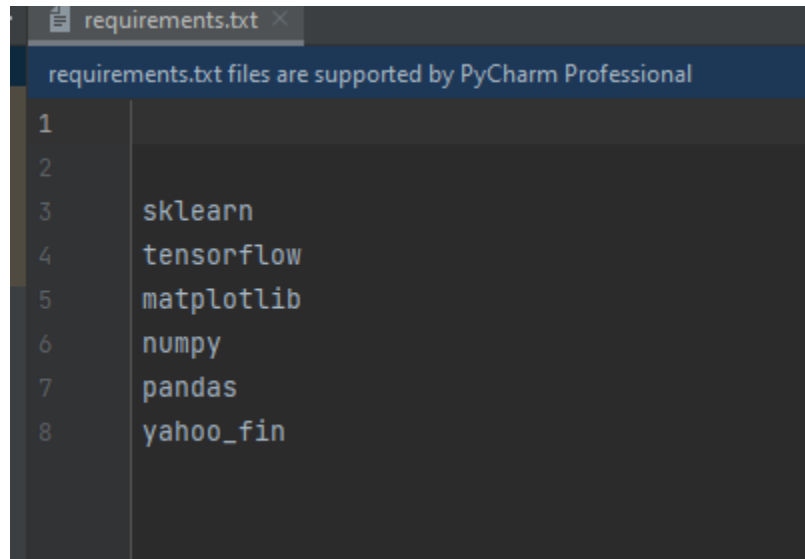 requirements.txt
requirements.txt files are supported by PyCharm Professional
1
2
3 sklearn
4 tensorflow
5 matplotlib
6 numpy
7 pandas
8 yahoo_fin